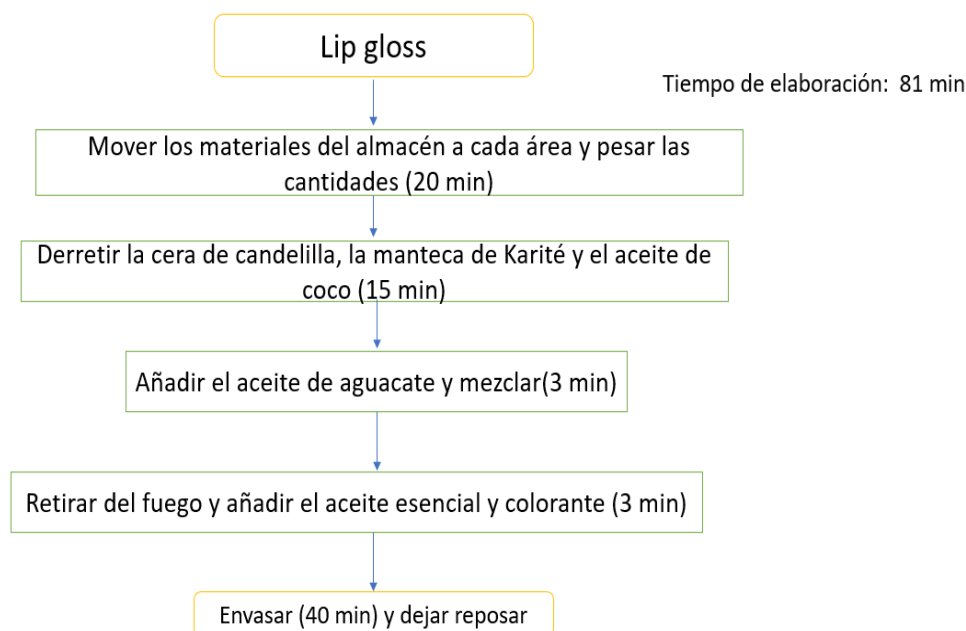 Lip gloss
Tiempo de elaboración: 81 min
Mover los materiales del almacén a cada área y pesar las
cantidades (20 min)
Derretir la cera de candelilla, la manteca de Karité y el aceite de
coco (15 min)
Añadir el aceite de aguacate y mezclar(3 min)
Retirar del fuego y añadir el aceite esencial y colorante (3 min)
Envasar (40 min) y dejar reposar